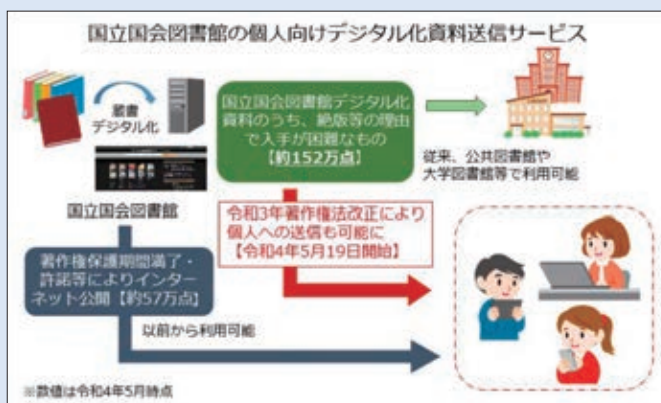 国立国会図書館の個人向けデジタル化資料送信サービス
蔵書
デジタル化
国立国会図書館
国立国会図書館デジタル化
資料のうち、絶版等の理由
で入手が困難なもの
【約152万点】
従来、公共図書館や
大学図書館等で利用可能
令和3年著作権法改正により
個人への送信も可能に
【令和4年5月19日開始】
著作権保護期間満了・
許諾等によりインター
ネット公開【約57万点】
以前から利用可能
※数値は令和4年5月時点